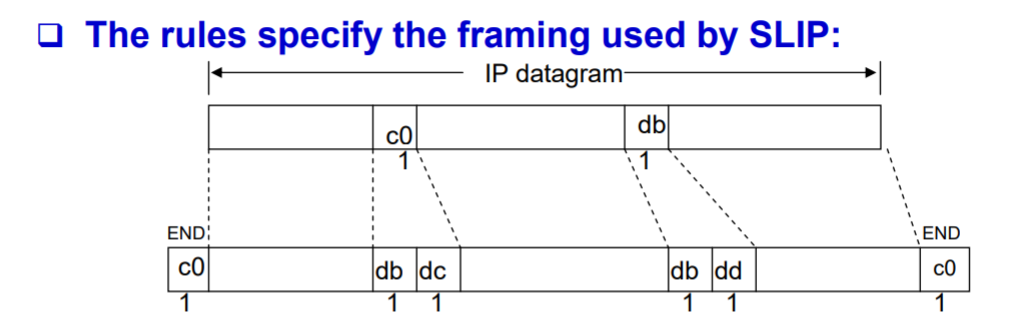 ❑ The rules specify the framing used by SLIP:
IP datagram
c0 db
1 1
END END
c0 db dc db dd c0
1 1 1 1 1 1